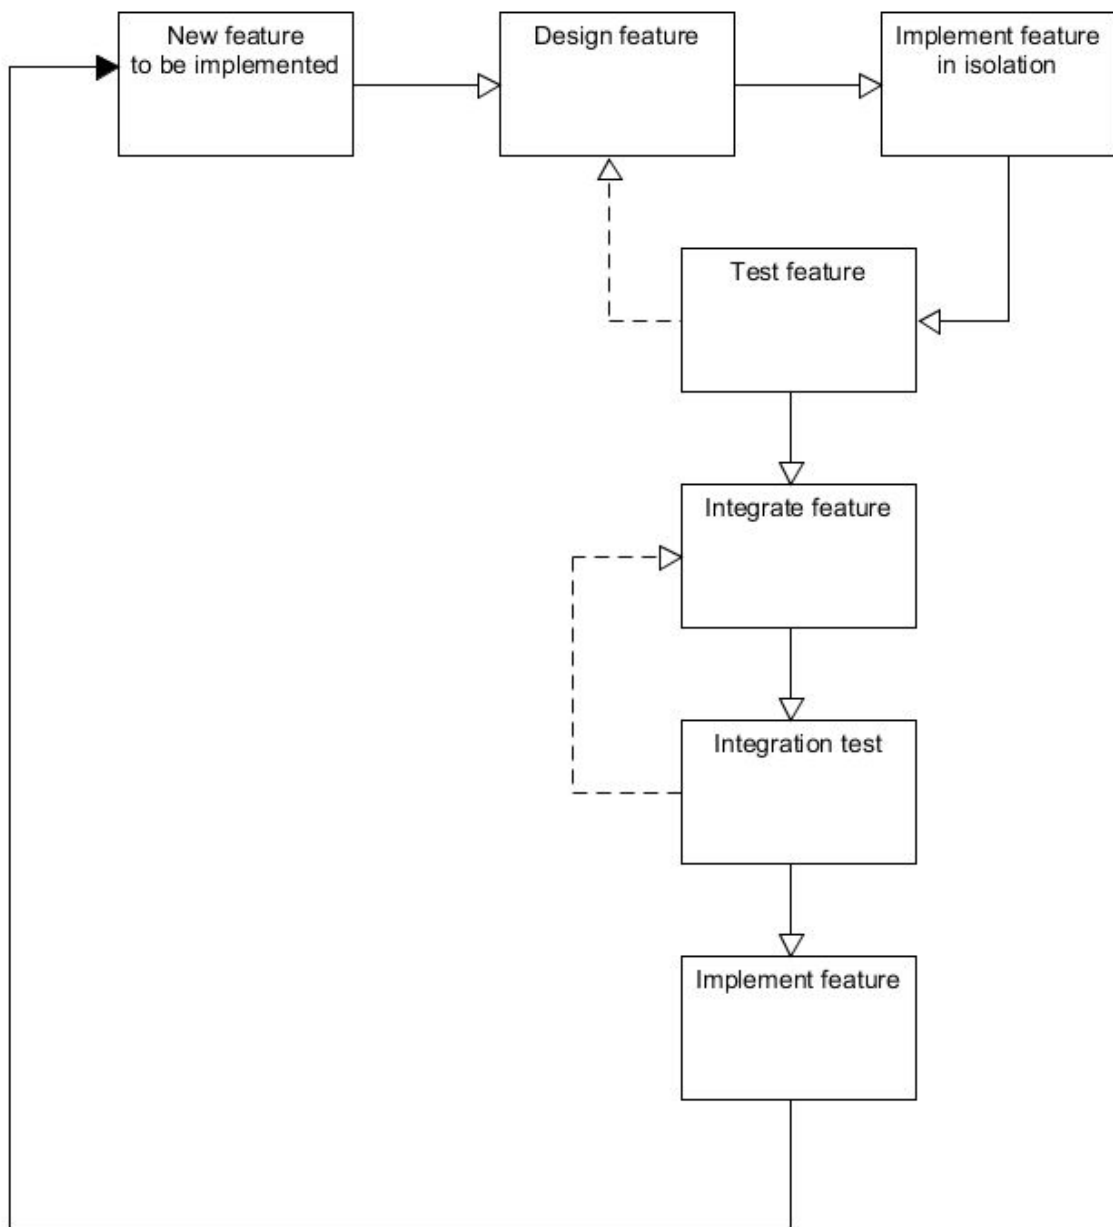 New feature
to be implemented
Design feature
Implement feature
in isolation
Test feature
Integrate feature
Integration test
Implement feature